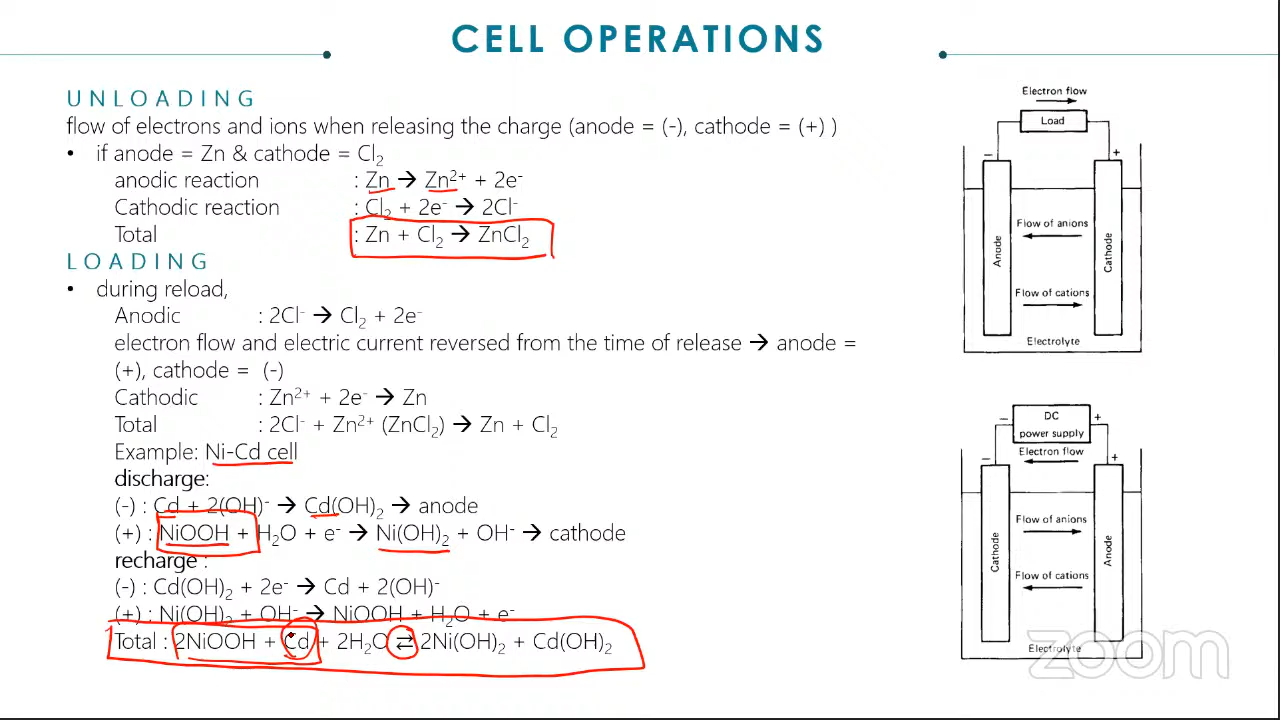 CELL OPERATIONS
UNLOADING
flow of electrons and ions when releasing the charge (anode = (-), cathode = (+) )
• if anode = Zn & cathode = Cl₂
anodic reaction : Zn → Zn²⁺ + 2e⁻
Cathodic reaction : Cl₂ + 2e⁻ → 2Cl⁻
Total : Zn + Cl₂ → ZnCl₂
LOADING
• during reload,
Anodic : 2Cl⁻ → Cl₂ + 2e⁻
electron flow and electric current reversed from the time of release → anode =
(+), cathode = (-)
Cathodic : Zn²⁺ + 2e⁻ → Zn
Total : 2Cl⁻ + Zn²⁺ (ZnCl₂) → Zn + Cl₂
Example: Ni-Cd cell
discharge:
(-) : Cd + 2(OH)⁻ → Cd(OH)₂ → anode
(+) : NiOOH + H₂O + e⁻ → Ni(OH)₂ + OH⁻ → cathode
recharge :
(-) : Cd(OH)₂ + 2e⁻ → Cd + 2(OH)⁻
(+) : Ni(OH)₂ + OH⁻ → NiOOH + H₂O + e⁻
Total : 2NiOOH + Cd + 2H₂O ⇄ 2Ni(OH)₂ + Cd(OH)₂
Electron flow
Load
− +
Flow of anions
Anode
Cathode
Flow of cations
Electrolyte
− DC +
power supply
Electron flow
− +
Flow of anions
Cathode
Anode
Flow of cations
Electrolyte
zoom